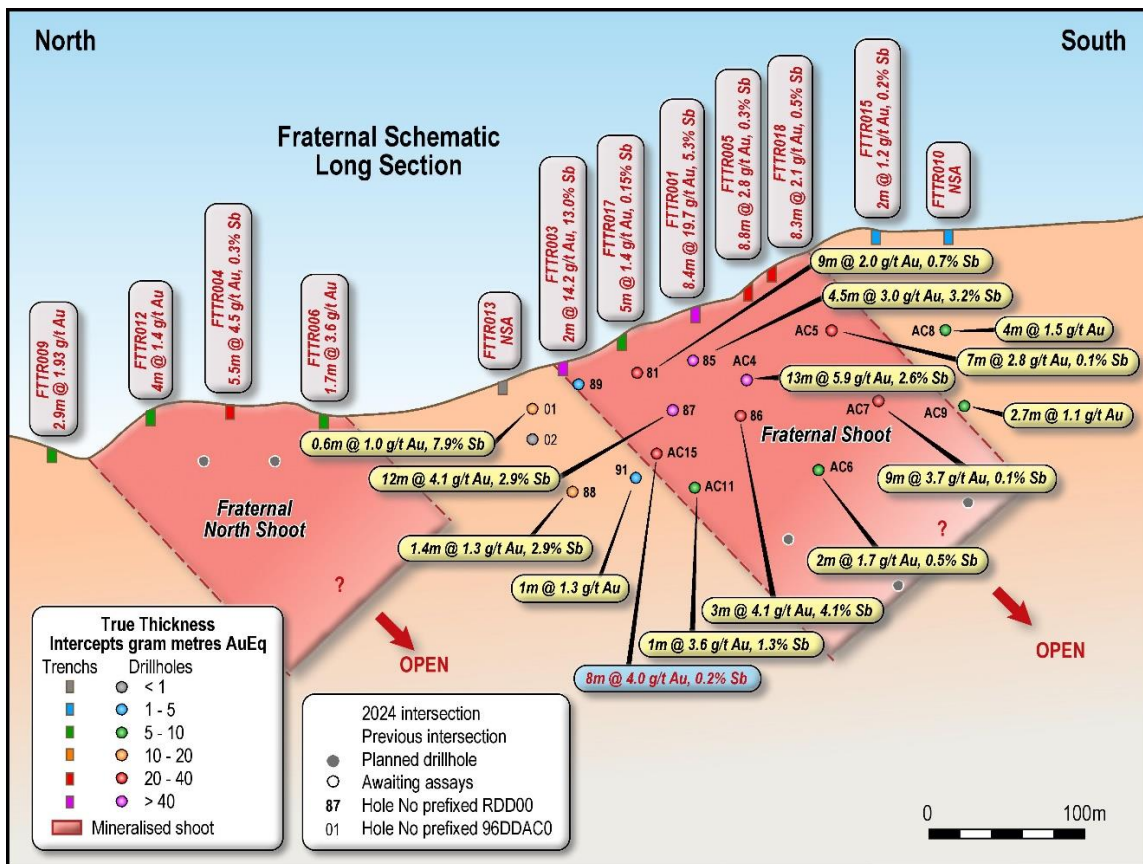 North
South
Fraternal Schematic
Long Section
FTTR009
2.9m @ 1.93 g/t Au
FTTR012
4m @ 1.4 g/t Au
FTTR004
5.5m @ 4.5 g/t Au, 0.3% Sb
FTTR006
1.7m @ 3.6 g/t Au
FTTR013
NSA
FTTR003
2m @ 14.2 g/t Au, 13.0% Sb
FTTR017
5m @ 1.4 g/t Au, 0.15% Sb
FTTR001
8.4m @ 19.7 g/t Au, 5.3% Sb
FTTR005
8.8m @ 2.8 g/t Au, 0.3% Sb
FTTR018
8.3m @ 2.1 g/t Au, 0.5% Sb
FTTR015
2m @ 1.2 g/t Au, 0.2% Sb
FTTR010
NSA
9m @ 2.0 g/t Au, 0.7% Sb
4.5m @ 3.0 g/t Au, 3.2% Sb
AC5
AC8
4m @ 1.5 g/t Au
7m @ 2.8 g/t Au, 0.1% Sb
89
81
85
AC4
13m @ 5.9 g/t Au, 2.6% Sb
01
87
86
AC7
AC9
2.7m @ 1.1 g/t Au
Fraternal Shoot
0.6m @ 1.0 g/t Au, 7.9% Sb
02
AC15
12m @ 4.1 g/t Au, 2.9% Sb
91
AC11
AC6
9m @ 3.7 g/t Au, 0.1% Sb
88
Fraternal
North Shoot
?
1.4m @ 1.3 g/t Au, 2.9% Sb
2m @ 1.7 g/t Au, 0.5% Sb
?
1m @ 1.3 g/t Au
3m @ 4.1 g/t Au, 4.1% Sb
1m @ 3.6 g/t Au, 1.3% Sb
8m @ 4.0 g/t Au, 0.2% Sb
OPEN
OPEN
True Thickness
Intercepts gram metres AuEq
Trenchs Drillholes
< 1
1 - 5
5 - 10
10 - 20
20 - 40
> 40
Mineralised shoot
2024 intersection
Previous intersection
Planned drillhole
Awaiting assays
87 Hole No prefixed RDD00
01 Hole No prefixed 96DDAC0
0 100m